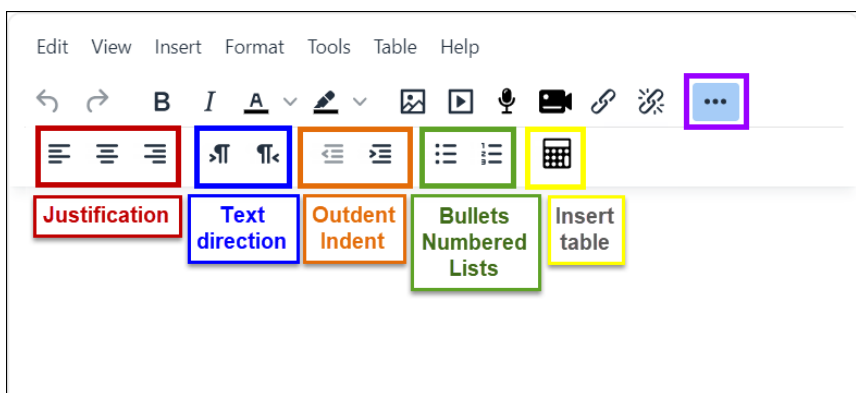 Edit View Insert Format Tools Table Help
B I A
Justification
Text
direction
Outdent
Indent
Bullets
Numbered
Lists
Insert
table